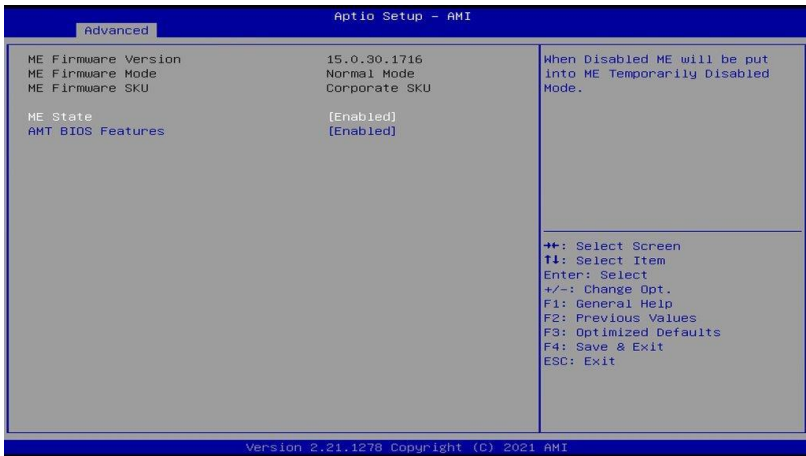 Aptio Setup - AMI
Advanced
ME Firmware Version 15.0.30.1716
ME Firmware Mode Normal Mode
ME Firmware SKU Corporate SKU
ME State [Enabled]
AMT BIOS Features [Enabled]
When Disabled ME will be put
into ME Temporarily Disabled
Mode.
→←: Select Screen
↑↓: Select Item
Enter: Select
+/-: Change Opt.
F1: General Help
F2: Previous Values
F3: Optimized Defaults
F4: Save & Exit
ESC: Exit
Version 2.21.1278 Copyright (C) 2021 AMI